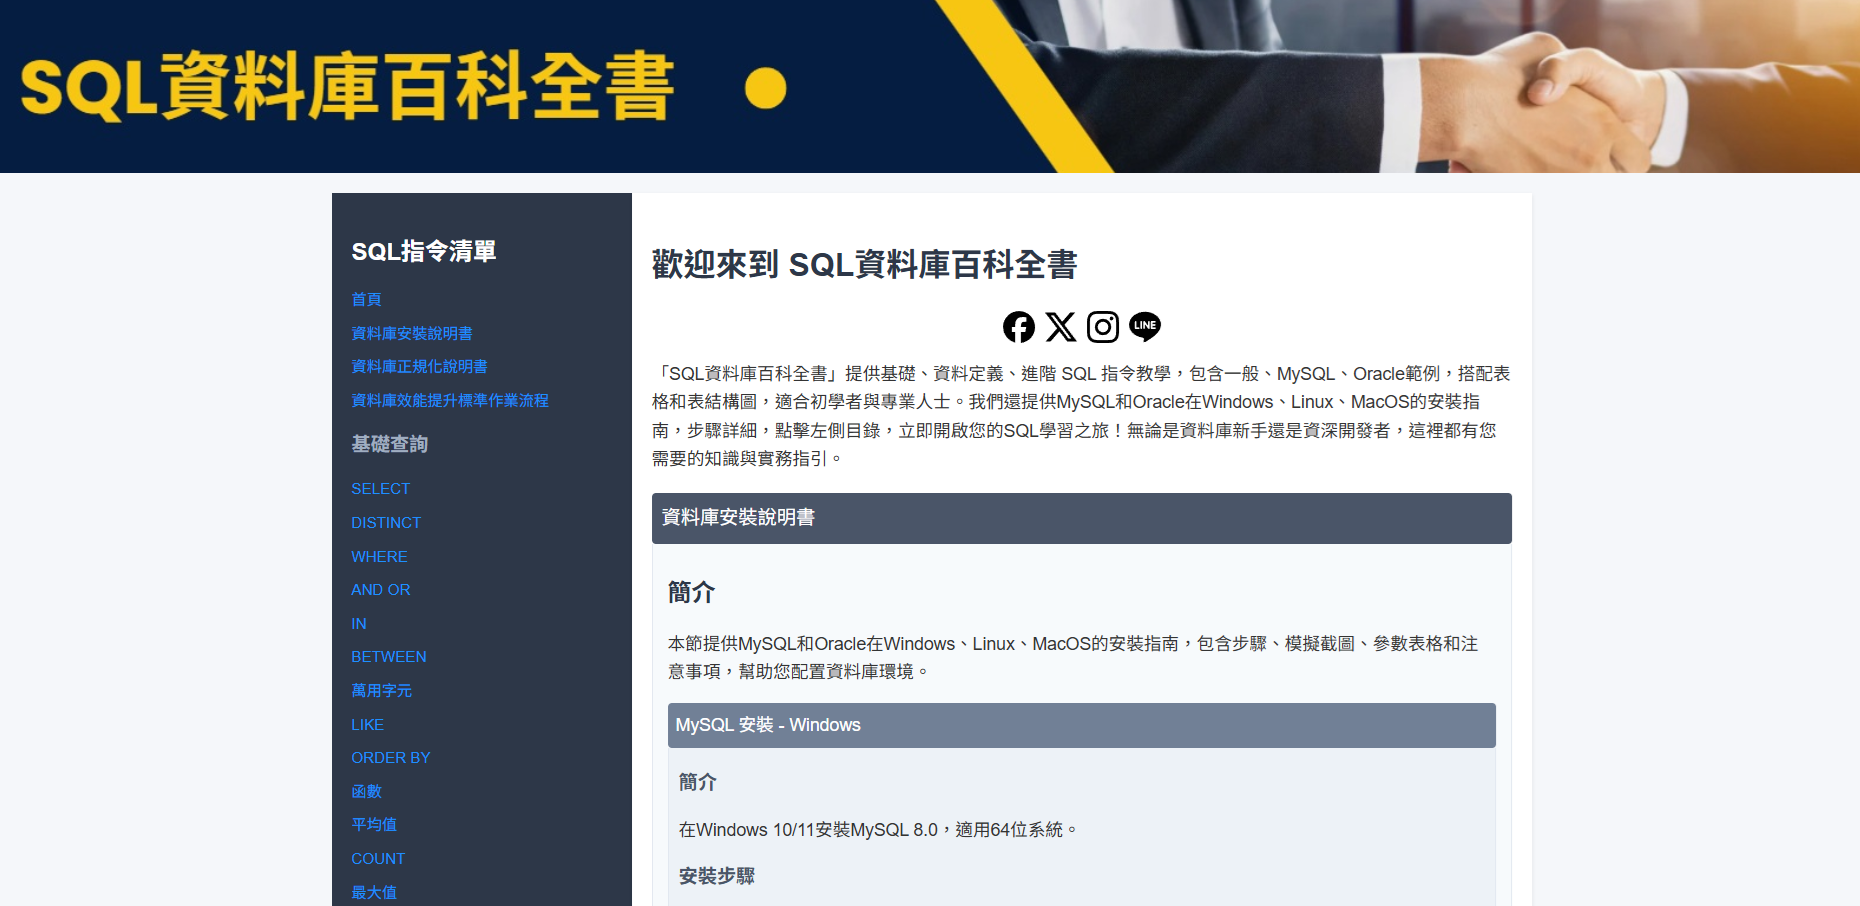 SQL資料庫百科全書
SQL指令清單
首頁
資料庫安裝說明書
資料庫正規化說明書
資料庫效能提升標準作業流程
基礎查詢
SELECT
DISTINCT
WHERE
AND OR
IN
BETWEEN
萬用字元
LIKE
ORDER BY
函數
平均值
COUNT
最大值
歡迎來到 SQL資料庫百科全書
LINE
「SQL資料庫百科全書」提供基礎、資料定義、進階 SQL 指令教學，包含一般、MySQL、Oracle範例，搭配表
格和表結構圖，適合初學者與專業人士。我們還提供MySQL和Oracle在Windows、Linux、MacOS的安裝指
南，步驟詳細，點擊左側目錄，立即開啟您的SQL學習之旅！無論是資料庫新手還是資深開發者，這裡都有您
需要的知識與實務指引。
資料庫安裝說明書
簡介
本節提供MySQL和Oracle在Windows、Linux、MacOS的安裝指南，包含步驟、模擬截圖、參數表格和注
意事項，幫助您配置資料庫環境。
MySQL 安裝 - Windows
簡介
在Windows 10/11安裝MySQL 8.0，適用64位系統。
安裝步驟